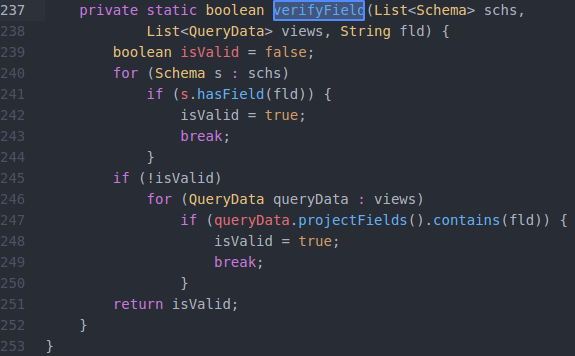 237     private static boolean verifyField(List<Schema> schs,
238             List<QueryData> views, String fld) {
239         boolean isValid = false;
240         for (Schema s : schs)
241             if (s.hasField(fld)) {
242                 isValid = true;
243                 break;
244             }
245         if (!isValid)
246             for (QueryData queryData : views)
247                 if (queryData.projectFields().contains(fld)) {
248                     isValid = true;
249                     break;
250                 }
251         return isValid;
252     }
253 }